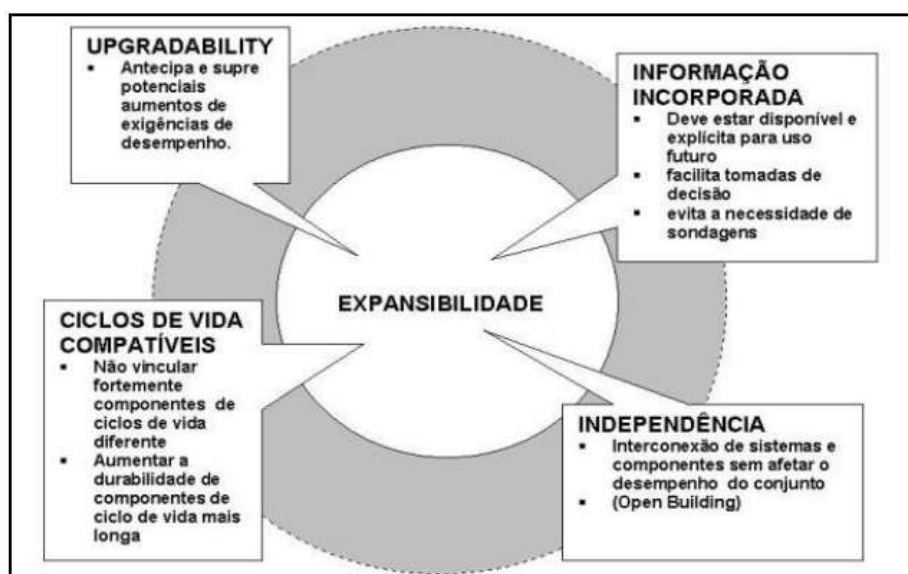 UPGRADABILITY
▪ Antecipa e supre
potenciais
aumentos de
exigências de
desempenho.
INFORMAÇÃO
INCORPORADA
▪ Deve estar disponível e
explícita para uso
futuro
▪ facilita tomadas de
decisão
▪ evita a necessidade de
sondagens
EXPANSIBILIDADE
CICLOS DE VIDA
COMPATÍVEIS
▪ Não vincular
fortemente
componentes de
ciclos de vida
diferente
▪ Aumentar a
durabilidade de
componentes de
ciclo de vida mais
longa
INDEPENDÊNCIA
▪ Interconexão de sistemas e
componentes sem afetar o
desempenho do conjunto
▪ (Open Building)